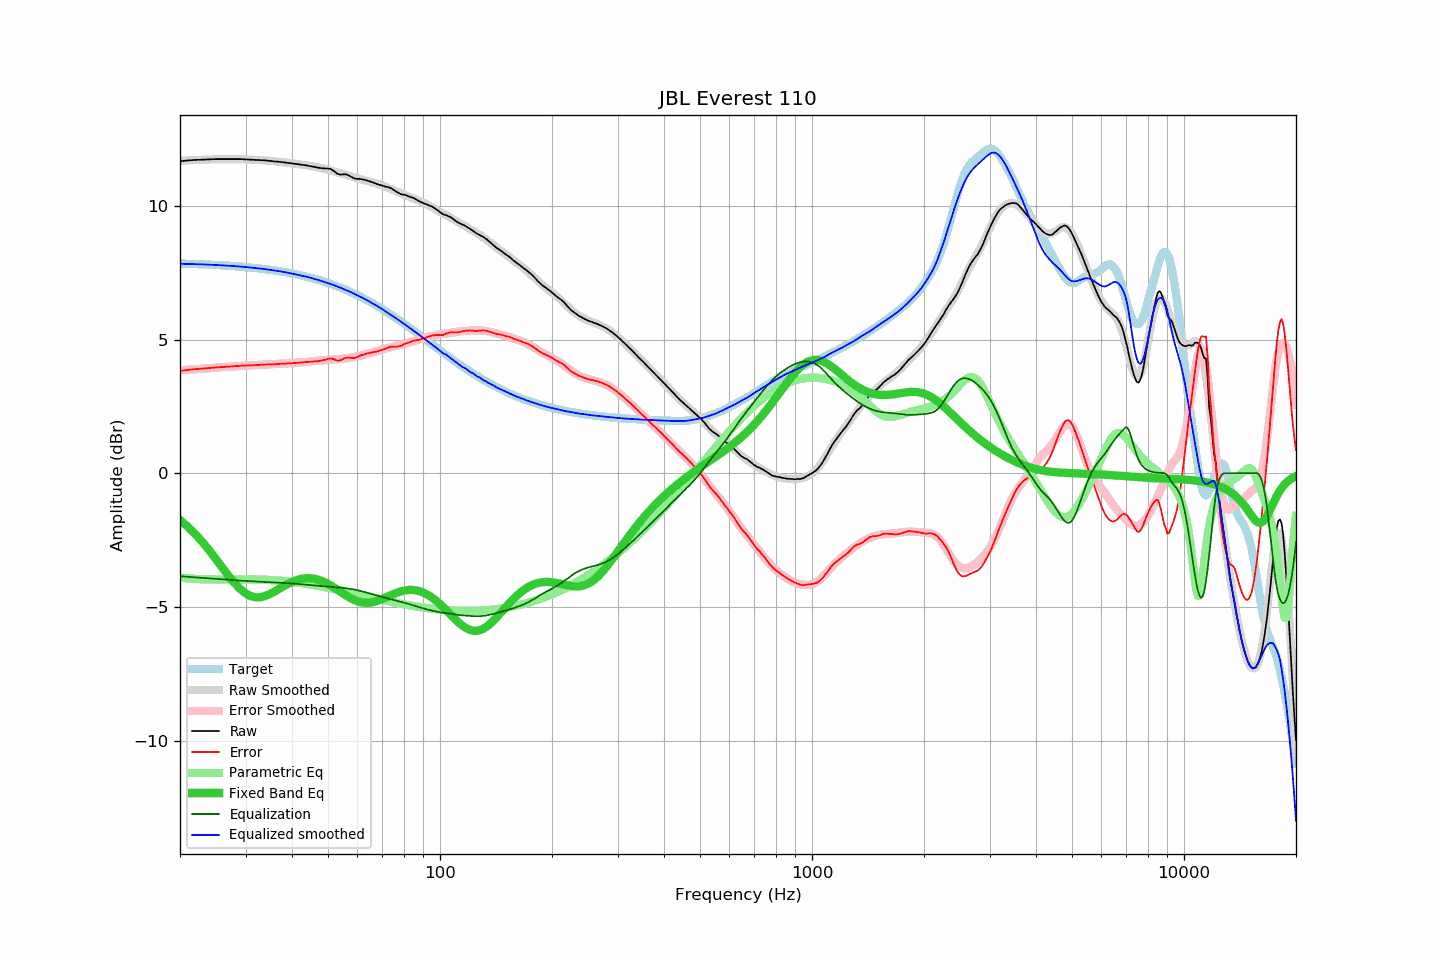 JBL Everest 110
Amplitude (dBr)
10
5
0
−5
−10
Target
Raw Smoothed
Error Smoothed
Raw
Error
Parametric Eq
Fixed Band Eq
Equalization
Equalized smoothed
100
1000
10000
Frequency (Hz)